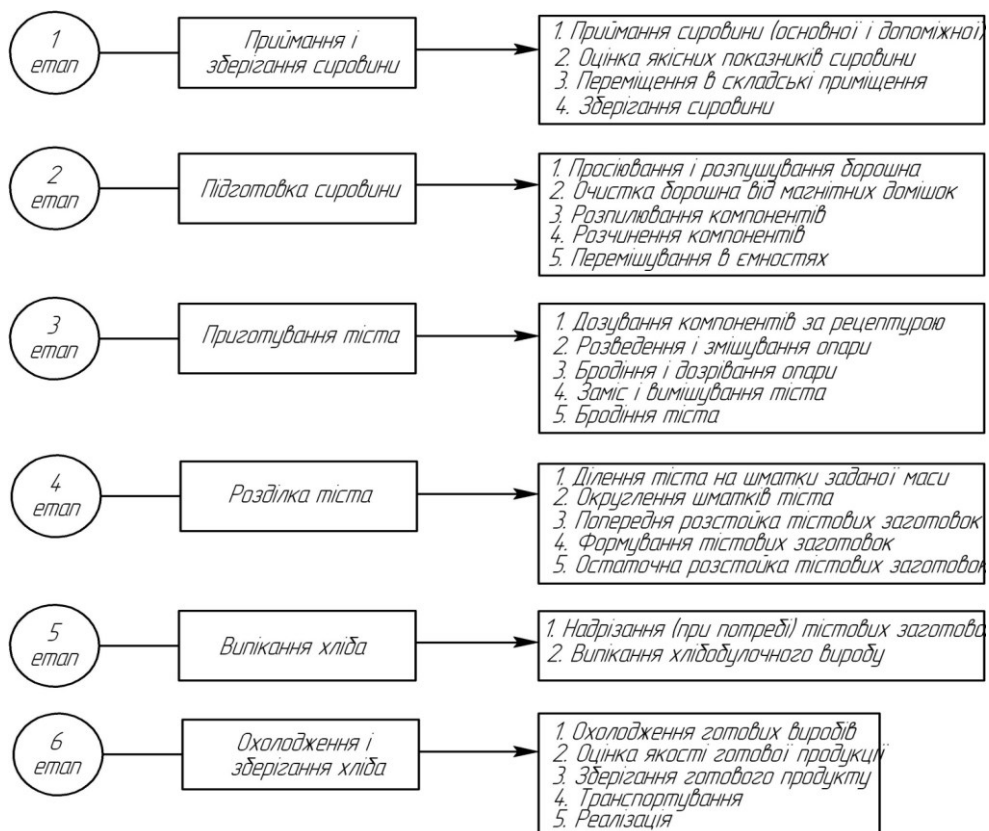 1
етап
Приймання і
зберігання сировини
1. Приймання сировини (основної і допоміжної)
2. Оцінка якісних показників сировини
3. Переміщення в складські приміщення
4. Зберігання сировини
2
етап
Підготовка сировини
1. Просіювання і розпушування борошна
2. Очистка борошна від магнітних домішок
3. Розпилювання компонентів
4. Розчинення компонентів
5. Перемішування в ємностях
3
етап
Приготування тіста
1. Дозування компонентів за рецептурою
2. Розведення і змішування опари
3. Бродіння і дозрівання опари
4. Заміс і вимішування тіста
5. Бродіння тіста
4
етап
Розділка тіста
1. Ділення тіста на шматки заданої маси
2. Округлення шматків тіста
3. Попередня розстойка тістових заготовок
4. Формування тістових заготовок
5. Остаточна розстойка тістових заготовок
5
етап
Випікання хліба
1. Надрізання (при потребі) тістових заготово
2. Випікання хлібобулочного виробу
6
етап
Охолодження і
зберігання хліба
1. Охолодження готових виробів
2. Оцінка якості готової продукції
3. Зберігання готового продукту
4. Транспортування
5. Реалізація